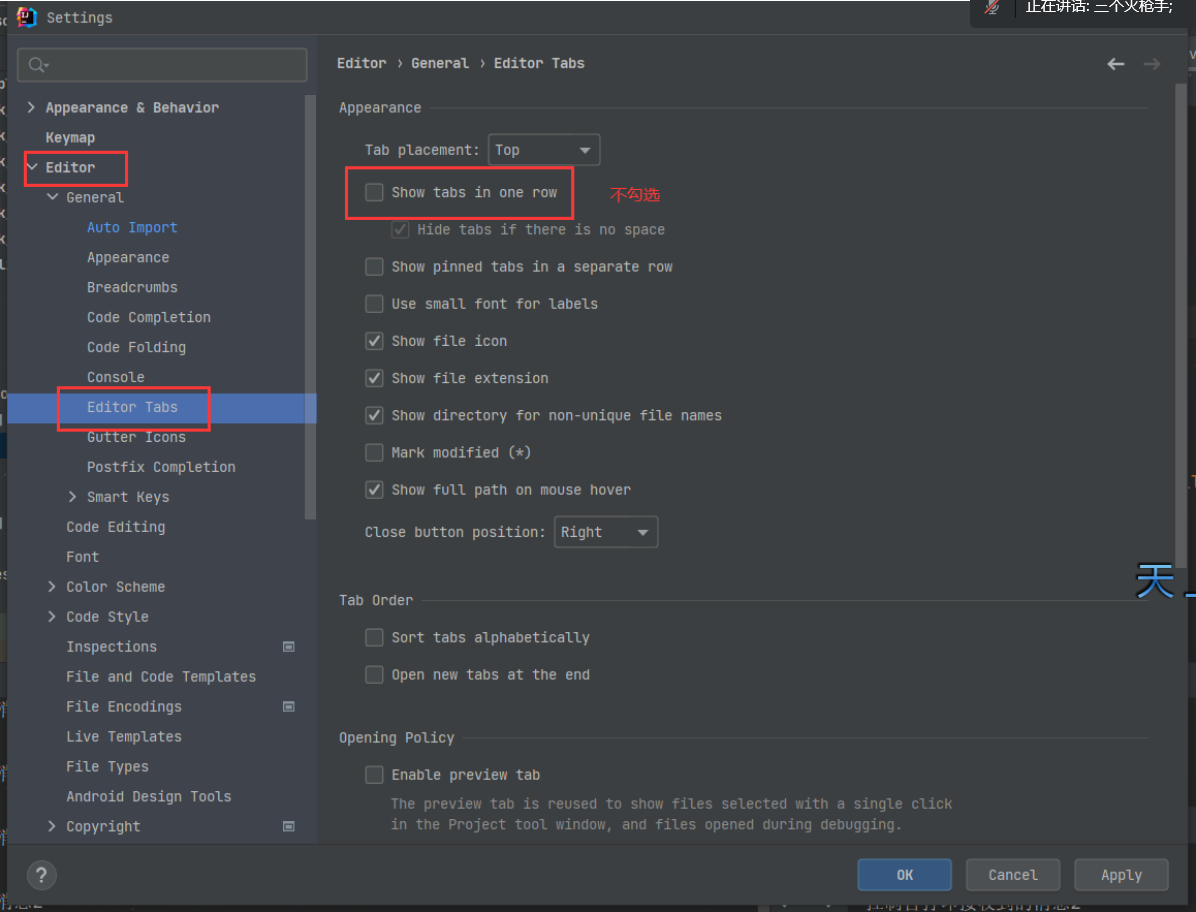 Settings
正在讲话: 三个火枪手;
Editor › General › Editor Tabs
Appearance & Behavior
Keymap
Editor
General
Auto Import
Appearance
Breadcrumbs
Code Completion
Code Folding
Console
Editor Tabs
Gutter Icons
Postfix Completion
Smart Keys
Code Editing
Font
Color Scheme
Code Style
Inspections
File and Code Templates
File Encodings
Live Templates
File Types
Android Design Tools
Copyright
Appearance
Tab placement: Top
Show tabs in one row 不勾选
Hide tabs if there is no space
Show pinned tabs in a separate row
Use small font for labels
Show file icon
Show file extension
Show directory for non-unique file names
Mark modified (*)
Show full path on mouse hover
Close button position: Right
天
Tab Order
Sort tabs alphabetically
Open new tabs at the end
Opening Policy
Enable preview tab
The preview tab is reused to show files selected with a single click
in the Project tool window, and files opened during debugging.
? OK Cancel Apply